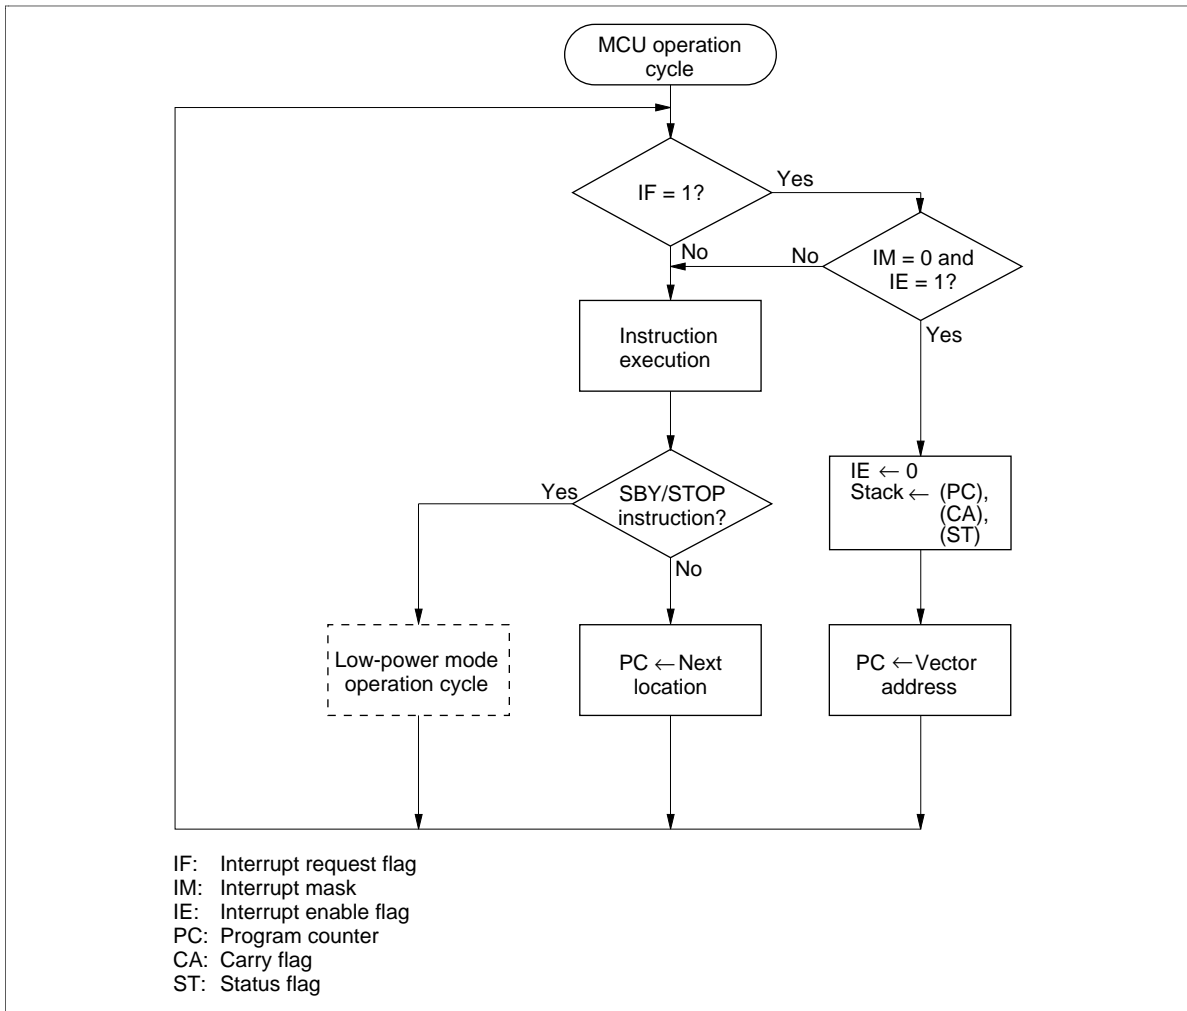 MCU operation
cycle
IF = 1?
Yes
No
No
IM = 0 and
IE = 1?
Yes
Instruction
execution
IE ← 0
Stack ← (PC),
(CA),
(ST)
Yes
SBY/STOP
instruction?
No
Low-power mode
operation cycle
PC ← Next
location
PC ← Vector
address
IF: Interrupt request flag
IM: Interrupt mask
IE: Interrupt enable flag
PC: Program counter
CA: Carry flag
ST: Status flag